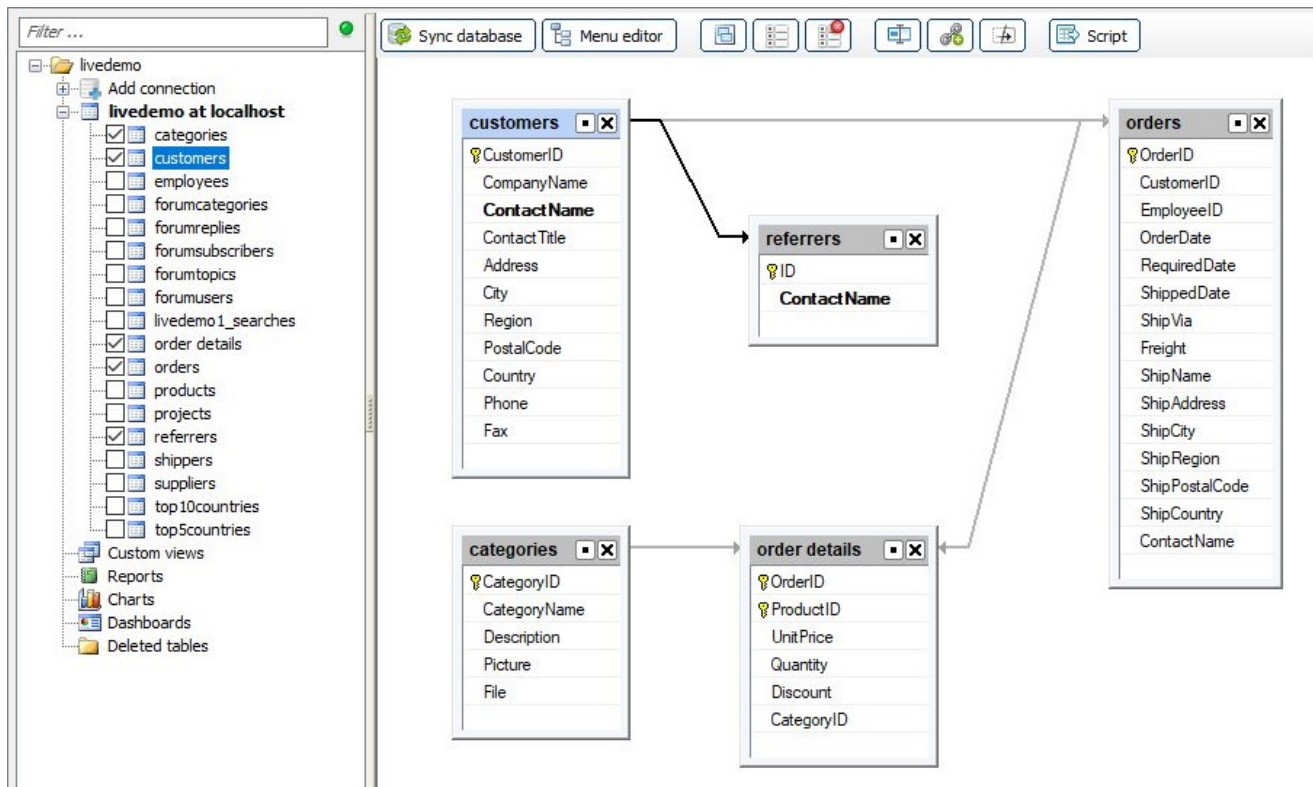 Filter ...
livedemo
Add connection
livedemo at localhost
categories
customers
employees
forumcategories
forumreplies
forumsubscribers
forumtopics
forumusers
livedemo1_searches
order details
orders
products
projects
referrers
shippers
suppliers
top10countries
top5countries
Custom views
Reports
Charts
Dashboards
Deleted tables
Sync database
Menu editor
Script
customers
CustomerID
CompanyName
ContactName
ContactTitle
Address
City
Region
PostalCode
Country
Phone
Fax
referrers
ID
ContactName
orders
OrderID
CustomerID
EmployeeID
OrderDate
RequiredDate
ShippedDate
ShipVia
Freight
ShipName
ShipAddress
ShipCity
ShipRegion
ShipPostalCode
ShipCountry
ContactName
categories
CategoryID
CategoryName
Description
Picture
File
order details
OrderID
ProductID
UnitPrice
Quantity
Discount
CategoryID